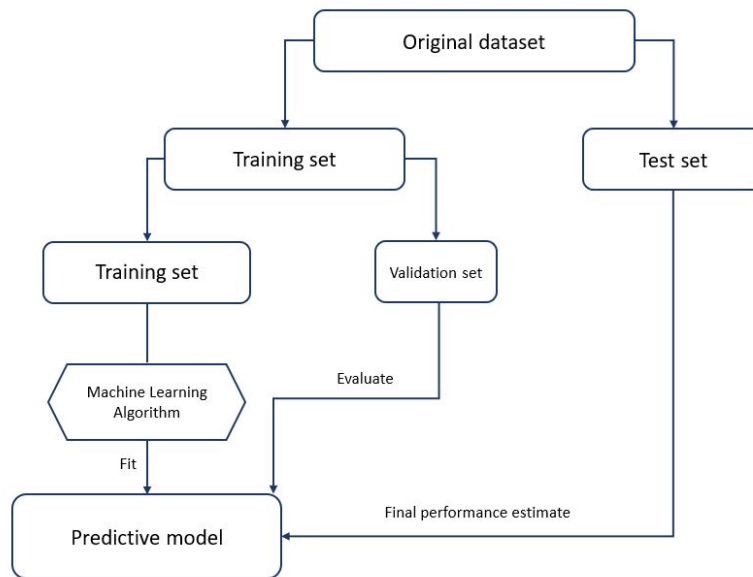 Original dataset
Training set
Test set
Training set
Validation set
Machine Learning
Algorithm
Evaluate
Fit
Final performance estimate
Predictive model